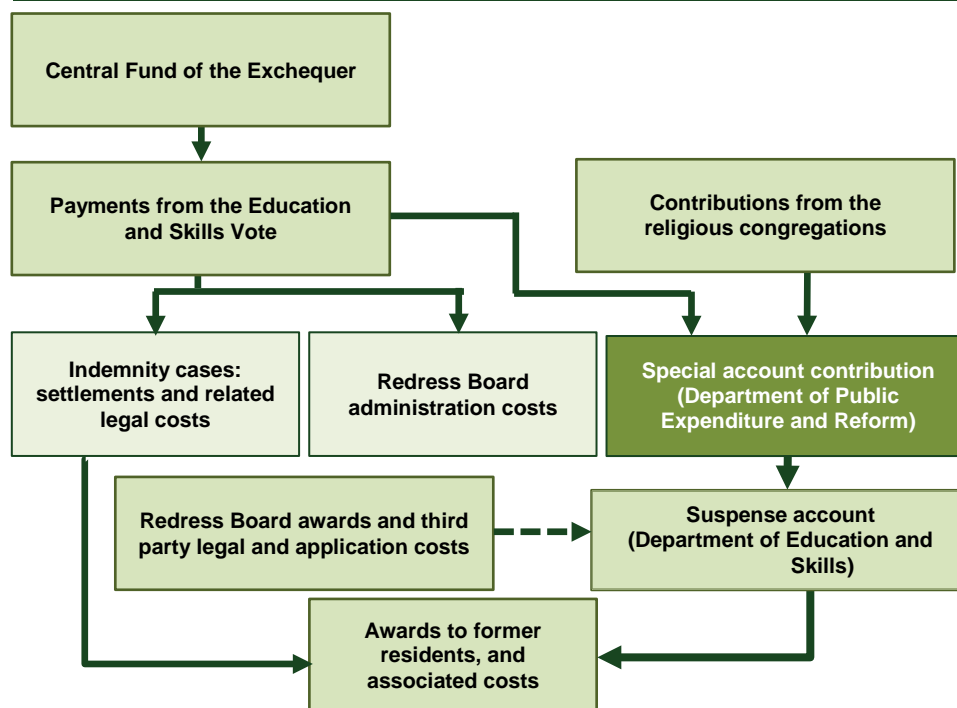 Central Fund of the Exchequer
Payments from the Education
and Skills Vote
Contributions from the
religious congregations
Indemnity cases:
settlements and related
legal costs
Redress Board
administration costs
Special account contribution
(Department of Public
Expenditure and Reform)
Redress Board awards and third
party legal and application costs
Suspense account
(Department of Education and
Skills)
Awards to former
residents, and
associated costs